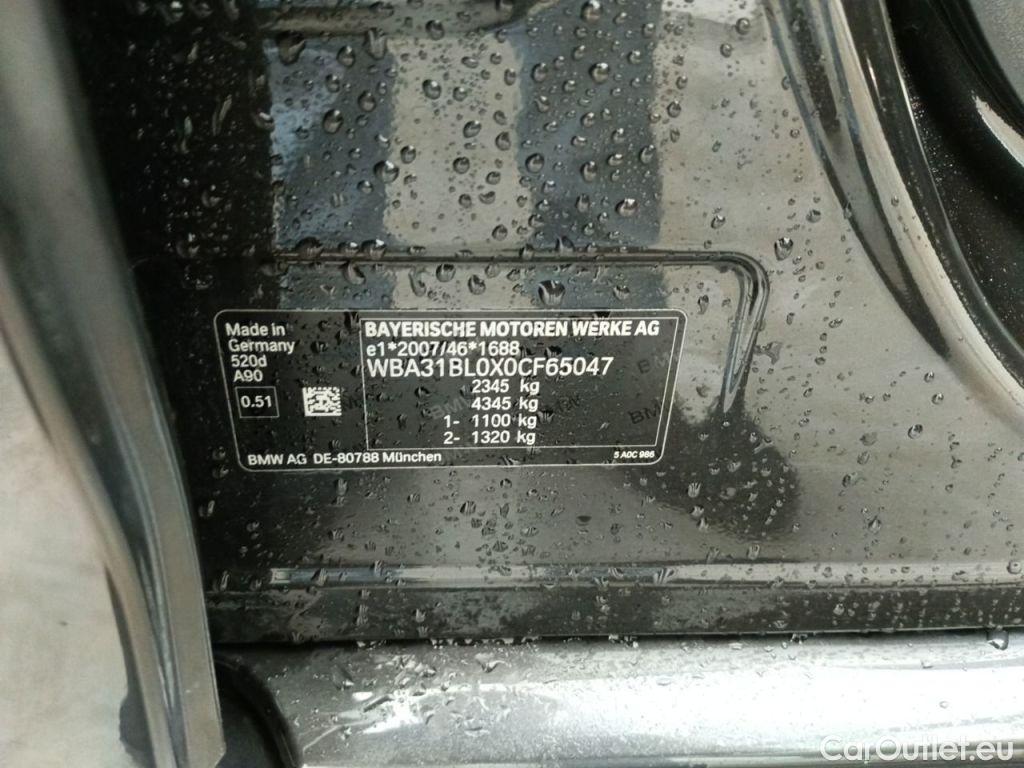 Made in
Germany
520d
A90
0.51
BAYERISCHE MOTOREN WERKE AG
e1*2007/46*1688
WBA31BL0X0CF65047
2345 kg
4345 kg
1- 1100 kg
2- 1320 kg
BMW AG DE-80788 München
5 A0C 986
CarOutlet.eu